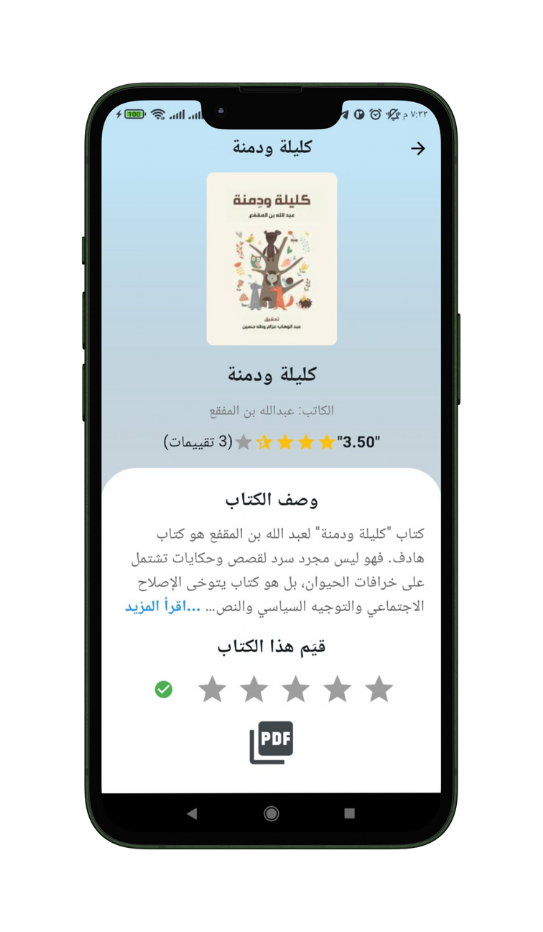 100
٧:٣٣ م
كليلة ودمنة
كليلة ودمنة
عبد الله بن المقفع
تحقيق
عبد الوهاب عزام وطه حسين
كليلة ودمنة
الكاتب: عبدالله بن المفقع
"3.50" (3 تقييمات)
وصف الكتاب
كتاب "كليلة ودمنة" لعبد الله بن المقفع هو كتاب
هادف. فهو ليس مجرد سرد لقصص وحكايات تشتمل
على خرافات الحيوان، بل هو كتاب يتوخى الإصلاح
الاجتماعي والتوجيه السياسي والنص... ...اقرأ المزيد
قيَم هذا الكتاب
PDF